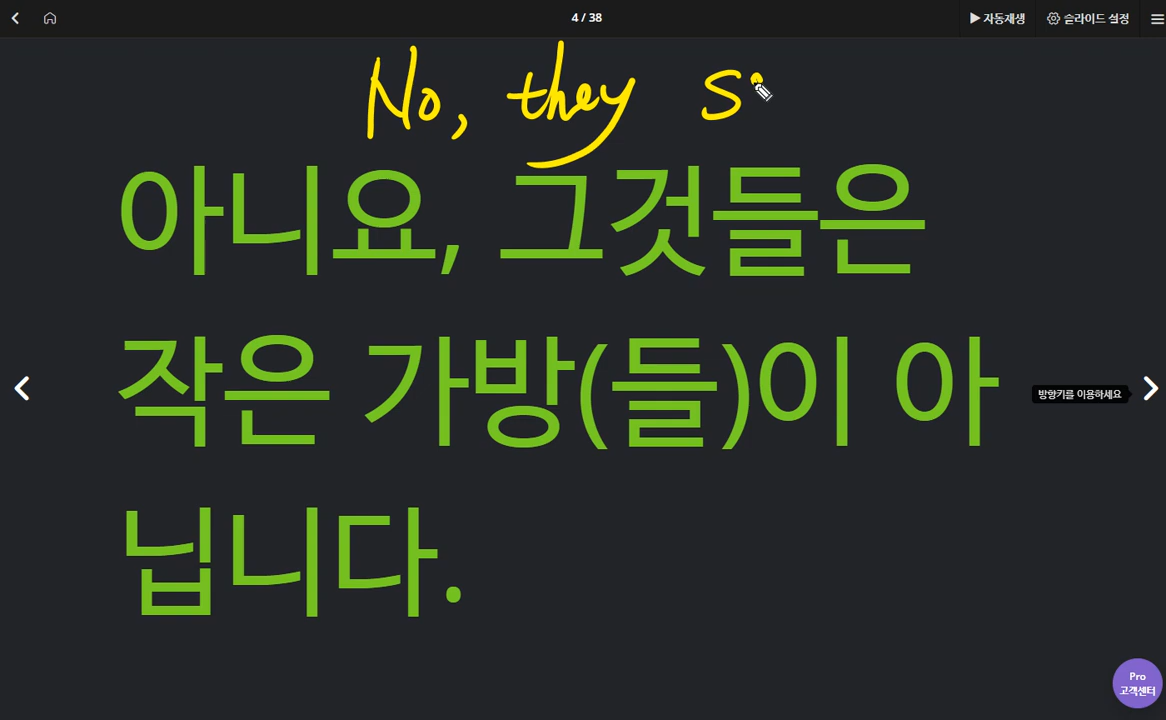 4 / 38
▶ 자동재생
슬라이드 설정
No, they s
아니요, 그것들은
작은 가방(들)이 아
닙니다.
방향키를 이용하세요
Pro
고객센터